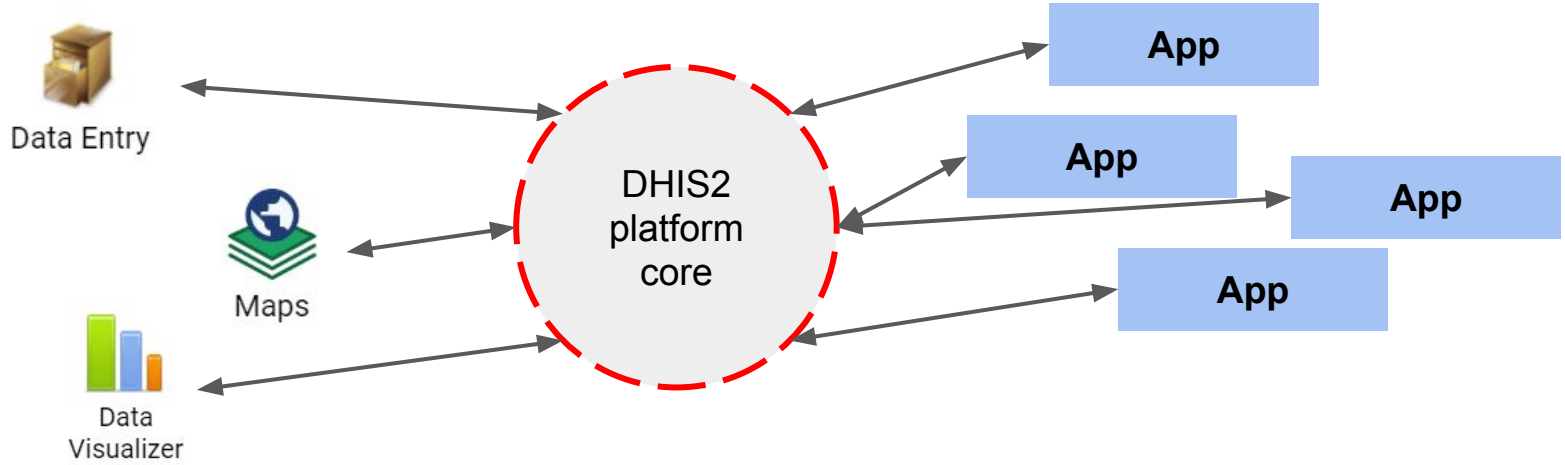 Data Entry
Maps
Data
Visualizer
DHIS2
platform
core
App
App
App
App